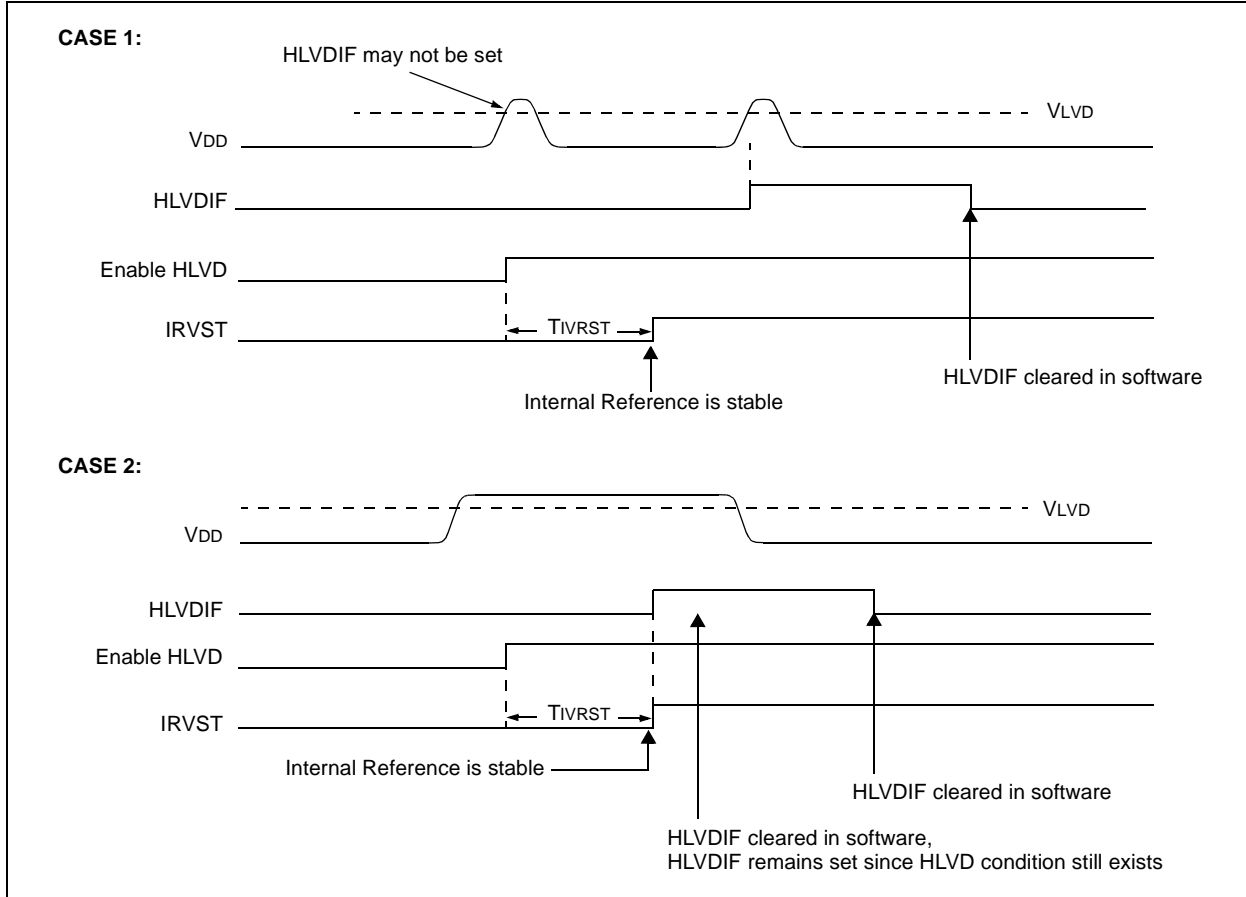 CASE 1:
HLVDIF may not be set
VLVD
VDD
HLVDIF
Enable HLVD
IRVST
TIVRST
HLVDIF cleared in software
Internal Reference is stable
CASE 2:
VLVD
VDD
HLVDIF
Enable HLVD
IRVST
TIVRST
Internal Reference is stable
HLVDIF cleared in software
HLVDIF cleared in software,
HLVDIF remains set since HLVD condition still exists